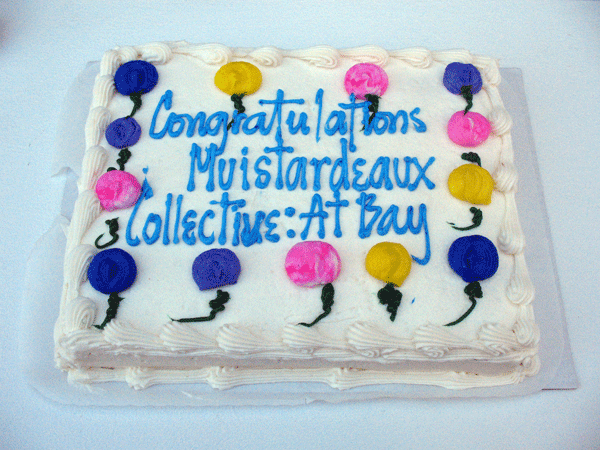 Congratulations
Muistardeaux
Collective: At Bay